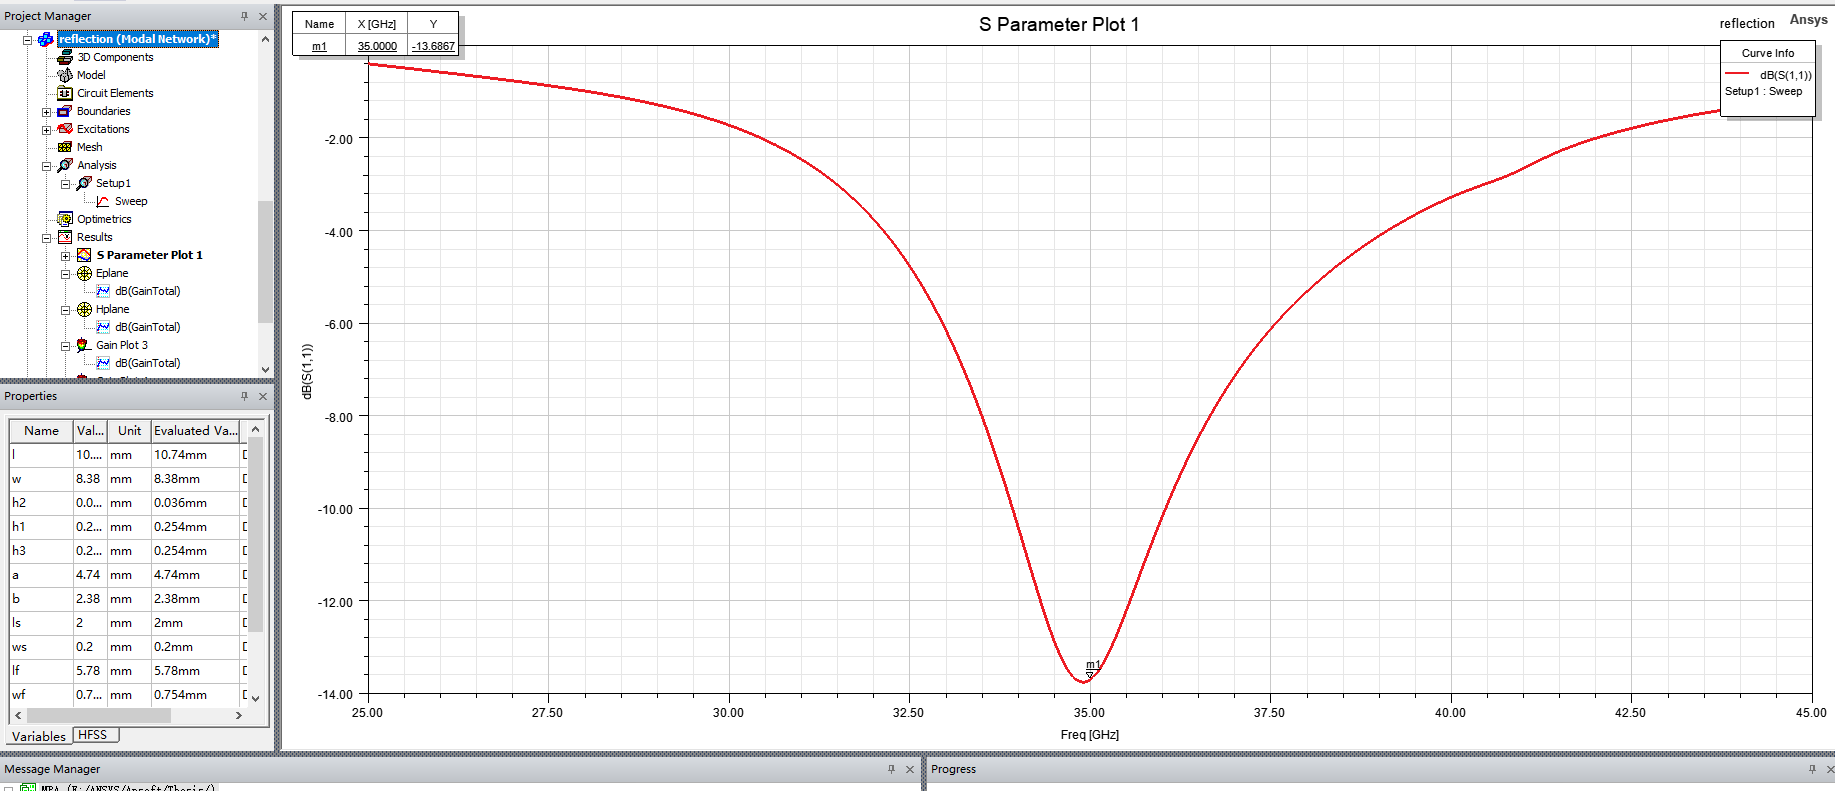 Project Manager
reflection (Modal Network)*
3D Components
Model
Circuit Elements
Boundaries
Excitations
Mesh
Analysis
Setup1
Sweep
Optimetrics
Results
S Parameter Plot 1
Eplane
dB(GainTotal)
Hplane
dB(GainTotal)
Gain Plot 3
dB(GainTotal)
Properties
Name Val... Unit Evaluated Va...
l 10.... mm 10.74mm
w 8.38 mm 8.38mm
h2 0.0... mm 0.036mm
h1 0.2... mm 0.254mm
h3 0.2... mm 0.254mm
a 4.74 mm 4.74mm
b 2.38 mm 2.38mm
ls 2 mm 2mm
ws 0.2 mm 0.2mm
lf 5.78 mm 5.78mm
wf 0.7... mm 0.754mm
Variables HFSS
Name X [GHz] Y
m1 35.0000 -13.6867
S Parameter Plot 1
reflection Ansys
Curve Info
dB(S(1,1))
Setup1 : Sweep
dB(S(1,1))
-2.00
-4.00
-6.00
-8.00
-10.00
-12.00
-14.00
m1
25.00 27.50 30.00 32.50 35.00 37.50 40.00 42.50 45.00
Freq [GHz]
Message Manager
Progress